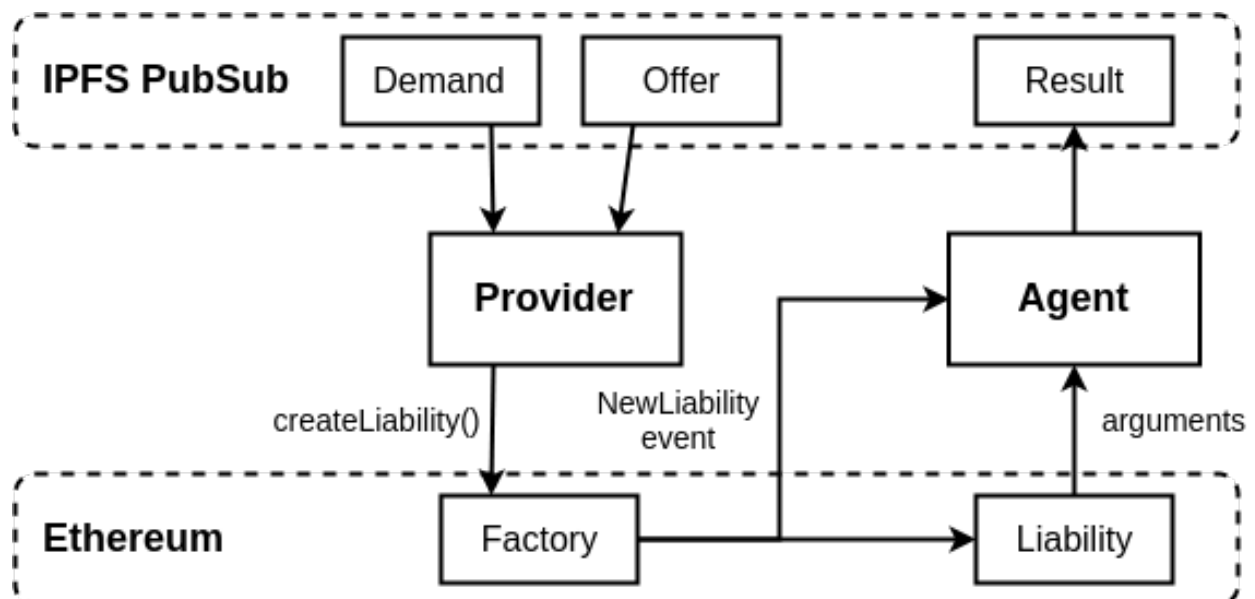 IPFS PubSub
Demand
Offer
Result
Provider
Agent
createLiability()
NewLiability
event
arguments
Ethereum
Factory
Liability